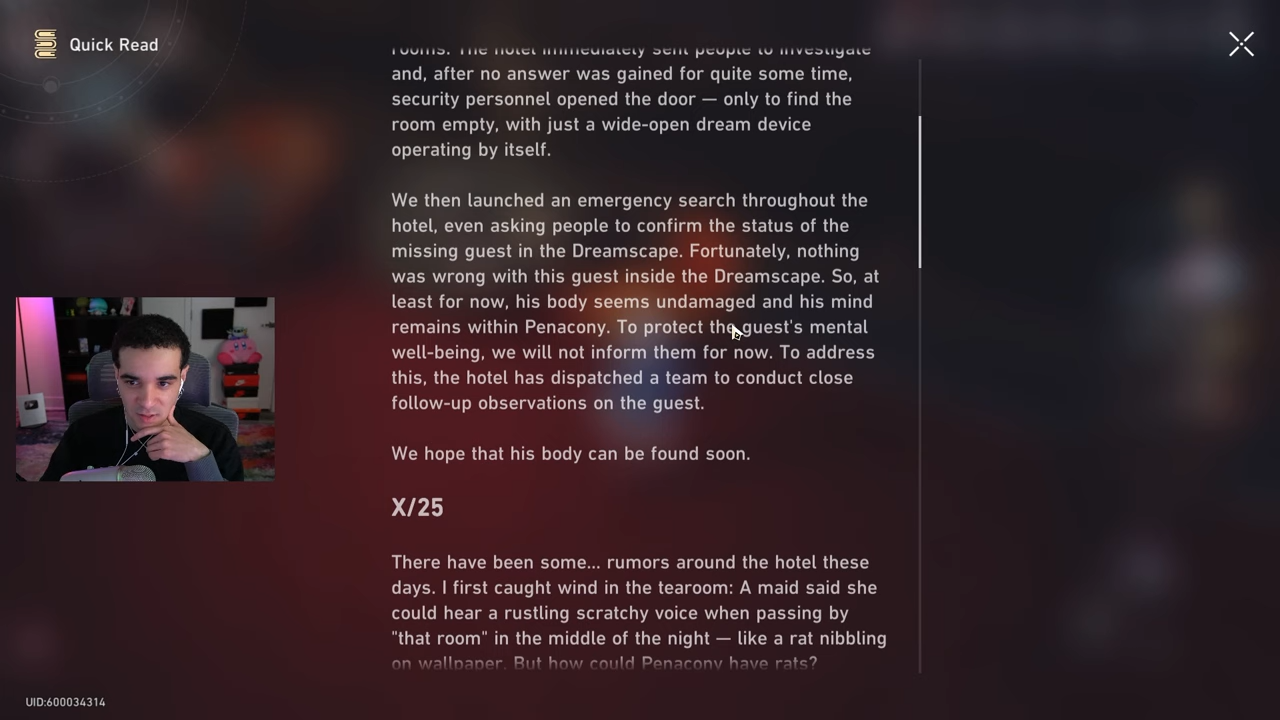 Quick Read
rooms. The hotel immediately sent people to investigate
and, after no answer was gained for quite some time,
security personnel opened the door — only to find the
room empty, with just a wide-open dream device
operating by itself.
We then launched an emergency search throughout the
hotel, even asking people to confirm the status of the
missing guest in the Dreamscape. Fortunately, nothing
was wrong with this guest inside the Dreamscape. So, at
least for now, his body seems undamaged and his mind
remains within Penacony. To protect the guest's mental
well-being, we will not inform them for now. To address
this, the hotel has dispatched a team to conduct close
follow-up observations on the guest.
We hope that his body can be found soon.
X/25
There have been some... rumors around the hotel these
days. I first caught wind in the tearoom: A maid said she
could hear a rustling scratchy voice when passing by
"that room" in the middle of the night — like a rat nibbling
on wallpaper. But how could Penacony have rats?
UID:600034314